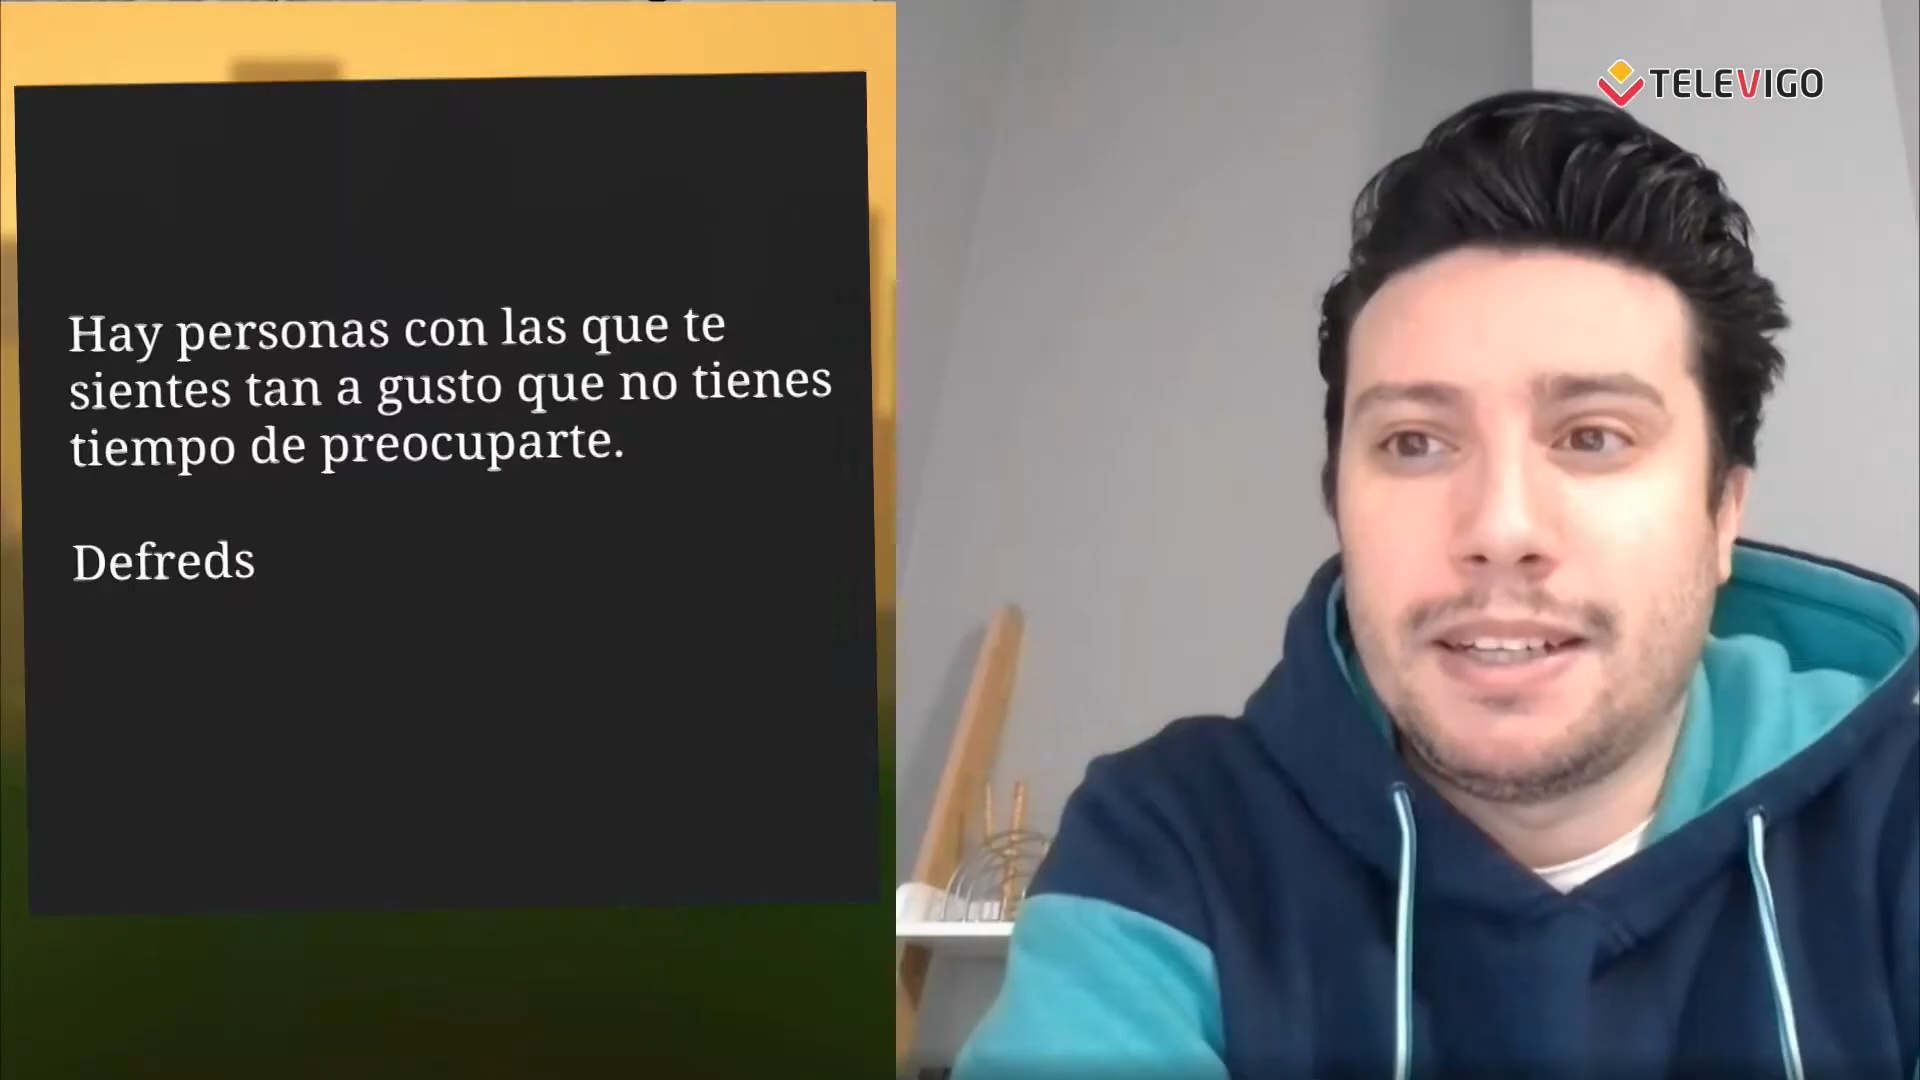 Hay personas con las que te
sientes tan a gusto que no tienes
tiempo de preocuparte.
Defreds
TELEVIGO